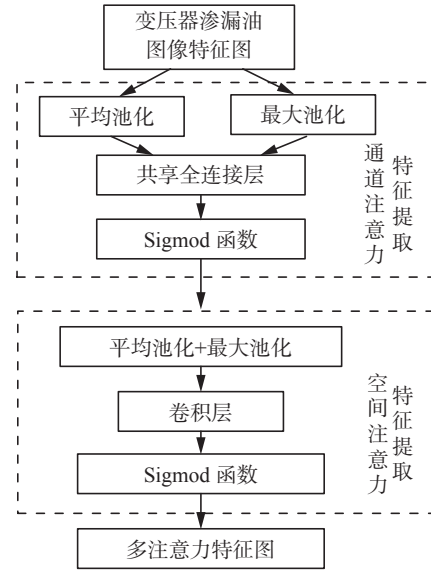 变压器渗漏油
图像特征图
平均池化
最大池化
共享全连接层
Sigmod 函数
通道注意力
特征提取
平均池化+最大池化
卷积层
Sigmod 函数
空间注意力
特征提取
多注意力特征图